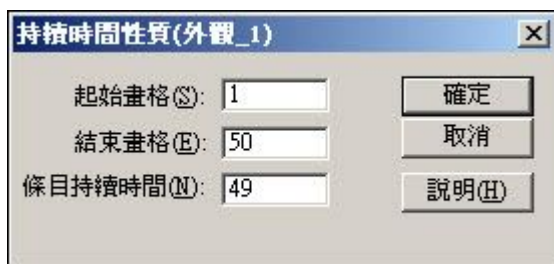 持續時間性質(外觀_1)
起始畫格(S): 1
確定
結束畫格(E): 50
取消
條目持續時間(N): 49
說明(H)